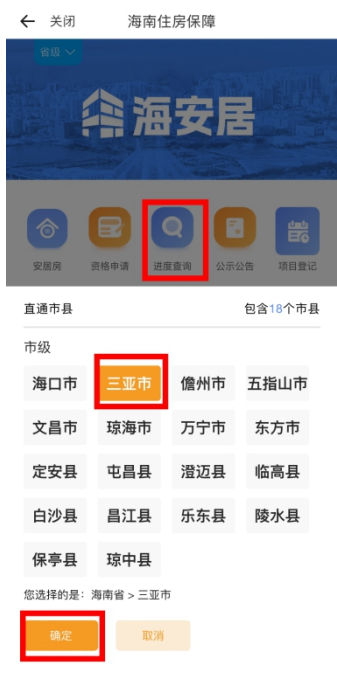 关闭 海南住房保障
省级
海安居
安居房 资格申请 进度查询 公示公告 项目登记
直通市县 包含18个市县
市级
海口市 三亚市 儋州市 五指山市
文昌市 琼海市 万宁市 东方市
定安县 屯昌县 澄迈县 临高县
白沙县 昌江县 乐东县 陵水县
保亭县 琼中县
您选择的是：海南省 > 三亚市
确定 取消